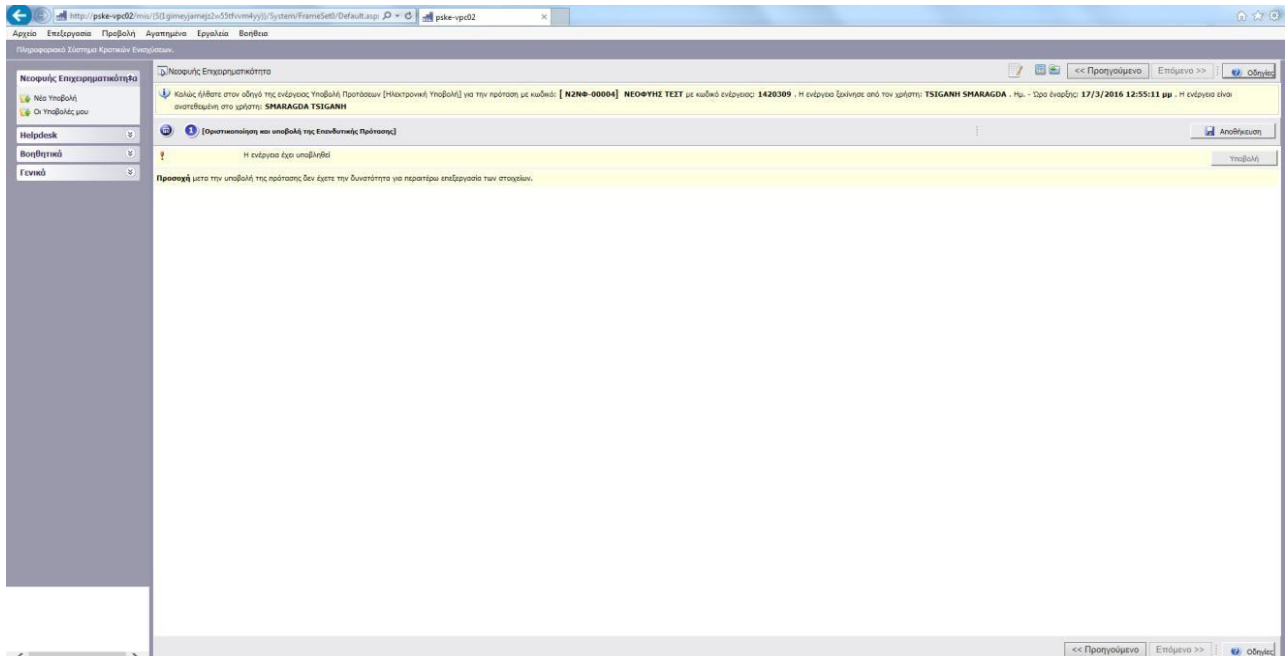 http://pske-vpc02/mis/(S(1gimeyjamejz2w55tfvvm4yy))/System/FrameSet0/Default.asp
pske-vpc02
Αρχείο Επεξεργασία Προβολή Αγαπημένα Εργαλεία Βοήθεια
Πληροφοριακό Σύστημα Κρατικών Ενισχύσεων.
Νεοφυής Επιχειρηματικότητα
Νέα Υποβολή
Οι Υποβολές μου
Helpdesk
Βοηθητικά
Γενικά
Νεοφυής Επιχειρηματικότητα
<< Προηγούμενο Επόμενο >> Οδηγίες
Καλώς ήλθατε στον οδηγό της ενέργειας Υποβολή Προτάσεων [Ηλεκτρονική Υποβολή] για την πρόταση με κωδικό: [ Ν2ΝΦ-00004] ΝΕΟΦΥΗΣ ΤΕΣΤ με κωδικό ενέργειας: 1420309 . Η ενέργεια ξεκίνησε από τον χρήστη: TSIGANH SMARAGDA . Ημ. - Ώρα έναρξης: 17/3/2016 12:55:11 μμ . Η ενέργεια είναι
ανατεθειμένη στο χρήστη: SMARAGDA TSIGANH
1 [Οριστικοποίηση και υποβολή της Επενδυτικής Πρότασης]
Αποθήκευση
Η ενέργεια έχει υποβληθεί
Υποβολή
Προσοχή μετα την υποβολή της πρότασης δεν έχετε την δυνατότητα για περαιτέρω επεξεργασία των στοιχείων.
<< Προηγούμενο Επόμενο >> Οδηγίες